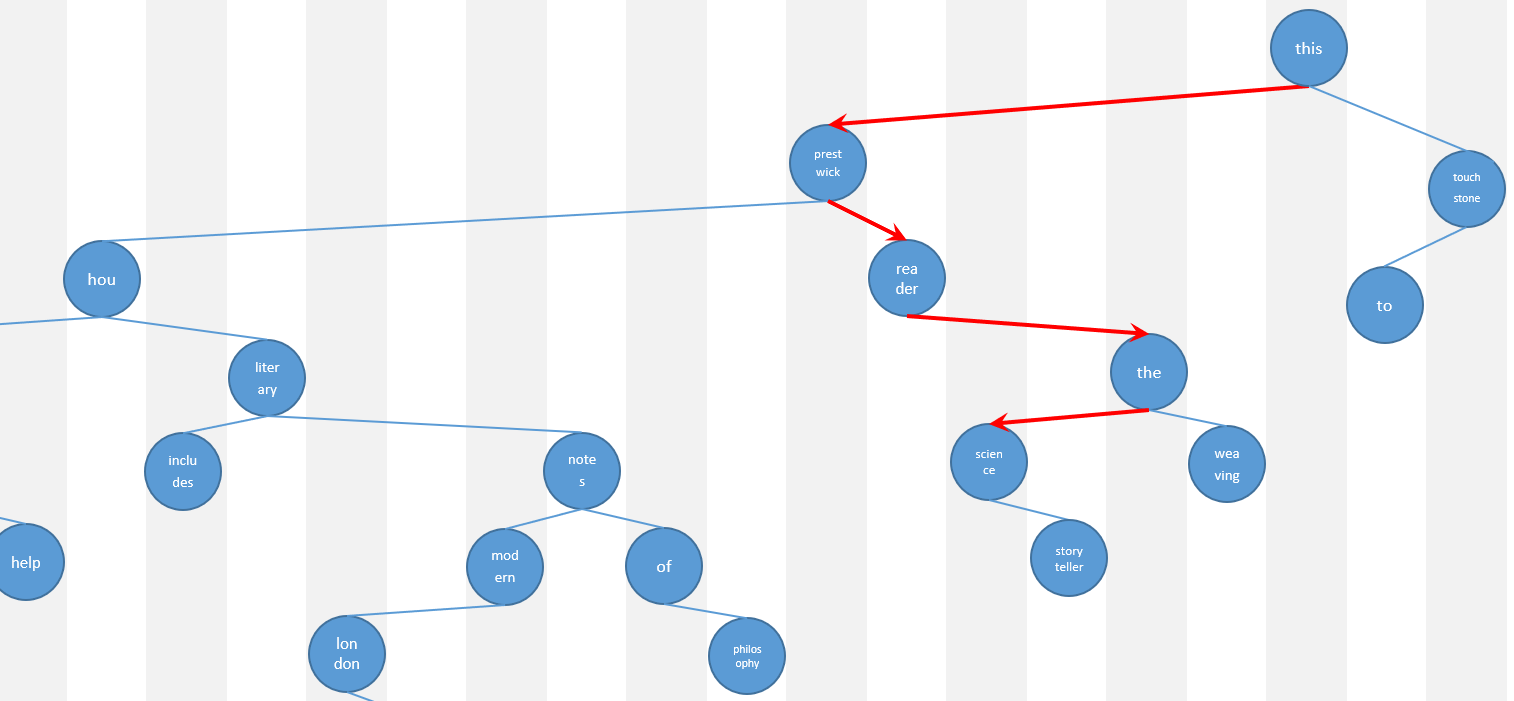 this
prest
wick
touch
stone
hou
rea
der
to
liter
ary
the
inclu
des
note
s
scien
ce
wea
ving
help
mod
ern
of
story
teller
lon
don
philos
ophy